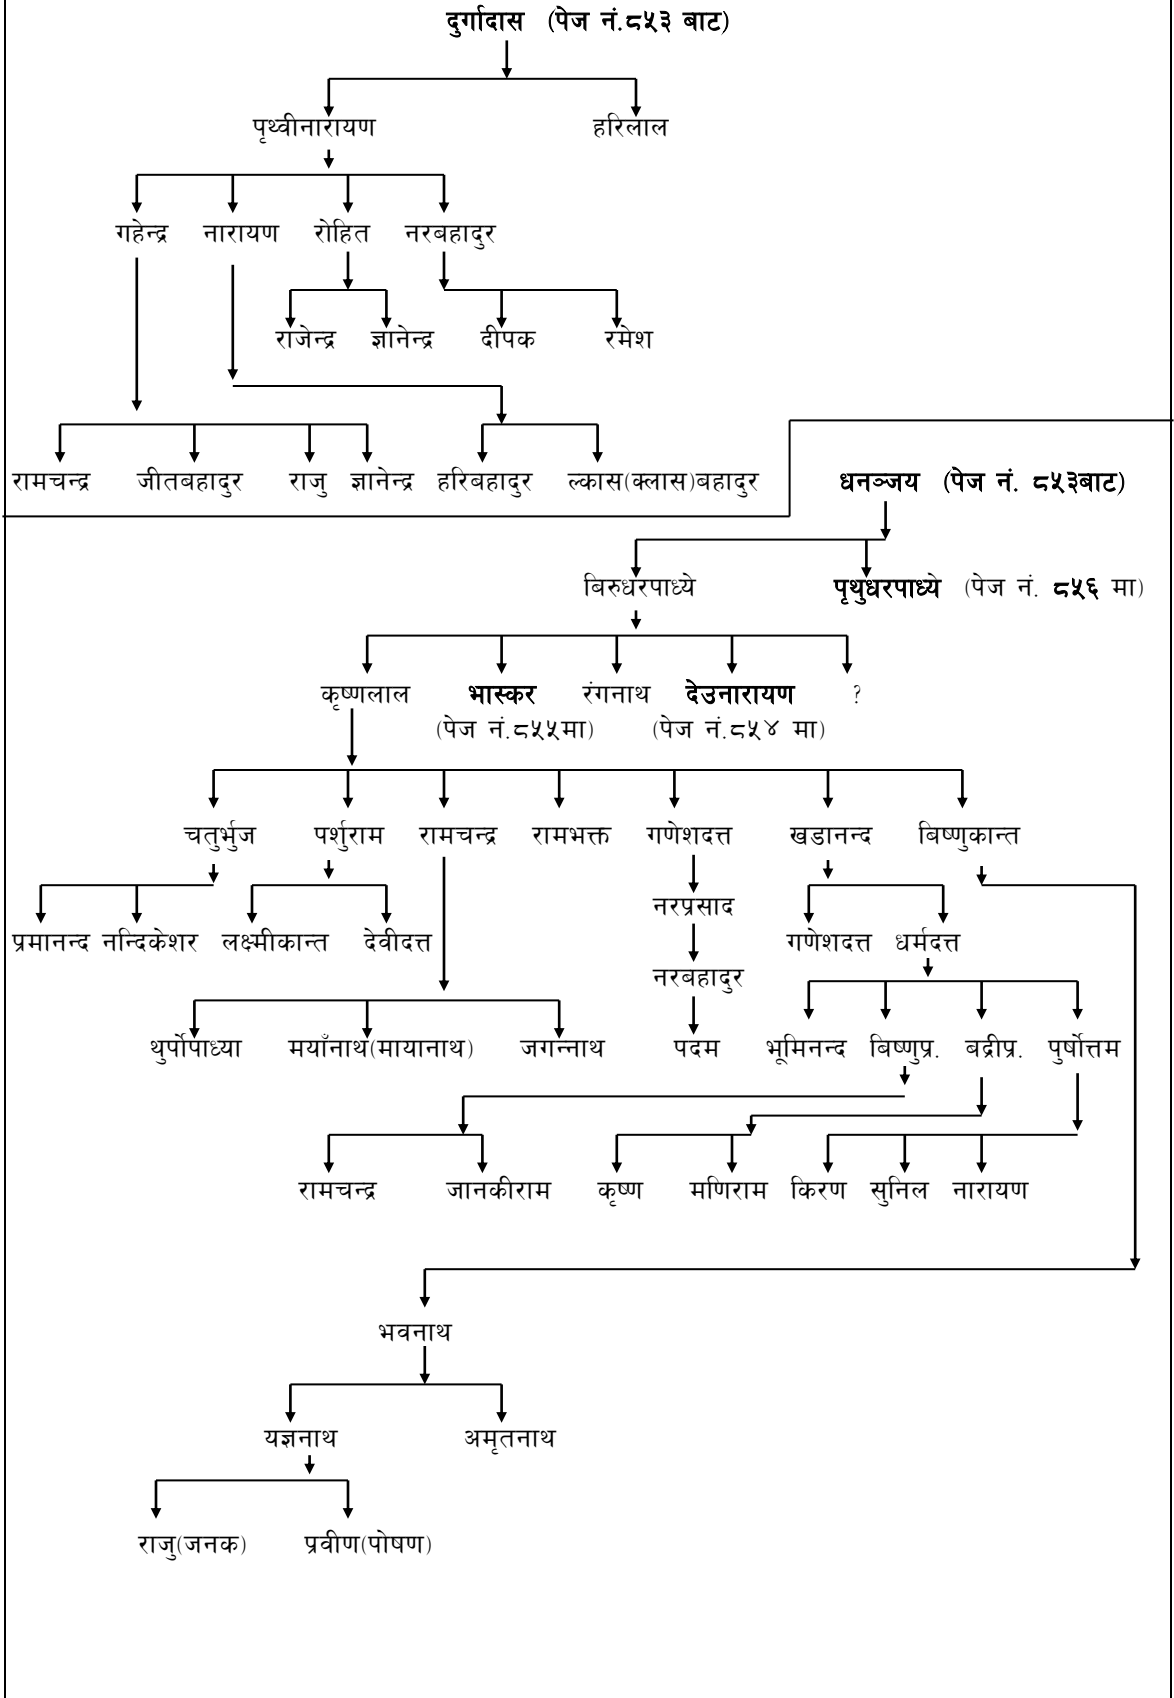 दुर्गादास (पेज नं.८५३ बाट)
पृथ्वीनारायण हरिलाल
गहेन्द्र नारायण रोहित नरबहादुर
राजेन्द्र ज्ञानेन्द्र दीपक रमेश
रामचन्द्र जीतबहादुर राजु ज्ञानेन्द्र हरिबहादुर ल्कास(क्लास)बहादुर
धनञ्जय (पेज नं. ८५३बाट)
बिरुधरपाध्ये पृथुधरपाध्ये (पेज नं. ८५६ मा)
कृष्णलाल भास्कर रंगनाथ देउनारायण ?
(पेज नं.८५५मा) (पेज नं.८५४ मा)
चतुर्भुज पर्शुराम रामचन्द्र रामभक्त गणेशदत्त खडानन्द बिष्णुकान्त
नरप्रसाद
प्रमानन्द नन्दिकेशर लक्ष्मीकान्त देवीदत्त गणेशदत्त धर्मदत्त
नरबहादुर
थुर्पोपाध्या मयाँनाथ(मायानाथ) जगन्नाथ पदम भूमिनन्द बिष्णुप्र. बद्रीप्र. पुर्षोत्तम
रामचन्द्र जानकीराम कृष्ण मणिराम किरण सुनिल नारायण
भवनाथ
यज्ञनाथ अमृतनाथ
राजु(जनक) प्रवीण(पोषण)